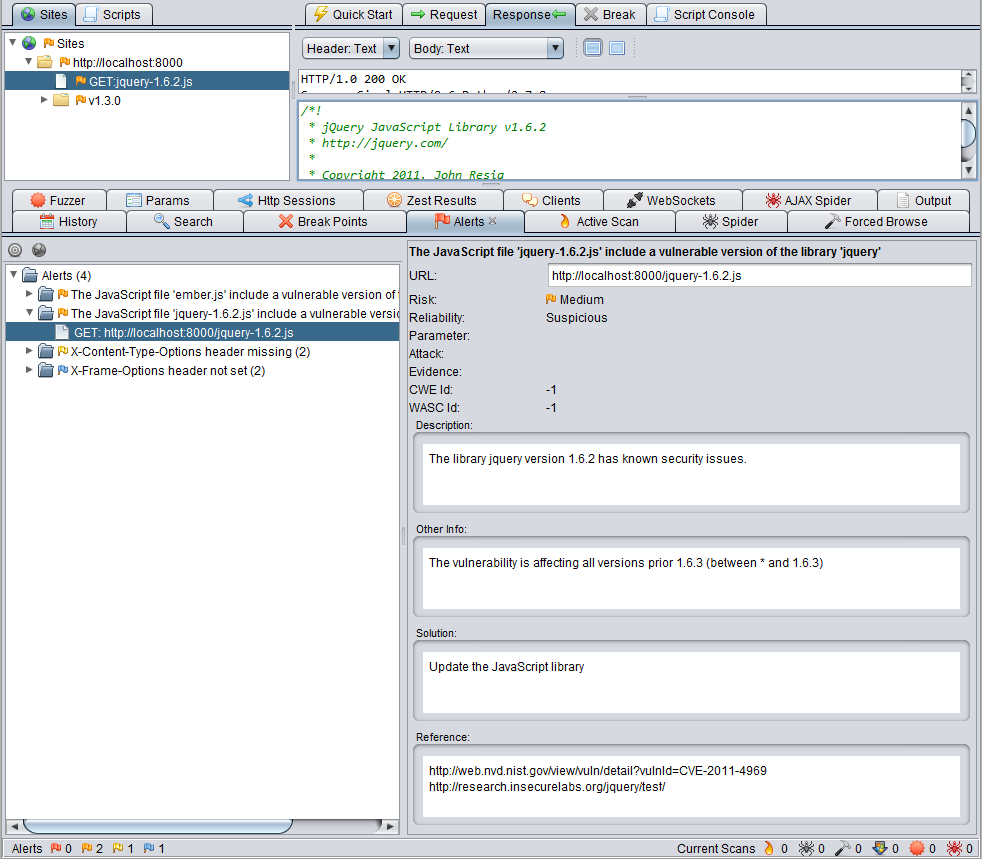 Sites Scripts
Quick Start Request Response Break Script Console
Sites
http://localhost:8000
GET:jquery-1.6.2.js
v1.3.0
Header: Text Body: Text
HTTP/1.0 200 OK
/*!
* jQuery JavaScript Library v1.6.2
* http://jquery.com/
*
* Copyright 2011, John Resig
Fuzzer Params Http Sessions Zest Results Clients WebSockets AJAX Spider Output
History Search Break Points Alerts Active Scan Spider Forced Browse
Alerts (4)
The JavaScript file 'ember.js' include a vulnerable version of
The JavaScript file 'jquery-1.6.2.js' include a vulnerable
GET: http://localhost:8000/jquery-1.6.2.js
X-Content-Type-Options header missing (2)
X-Frame-Options header not set (2)
The JavaScript file 'jquery-1.6.2.js' include a vulnerable version of the library 'jquery'
URL: http://localhost:8000/jquery-1.6.2.js
Risk: Medium
Reliability: Suspicious
Parameter:
Attack:
Evidence:
CWE Id: -1
WASC Id: -1
Description:
The library jquery version 1.6.2 has known security issues.
Other Info:
The vulnerability is affecting all versions prior 1.6.3 (between * and 1.6.3)
Solution:
Update the JavaScript library
Reference:
http://web.nvd.nist.gov/view/vuln/detail?vulnId=CVE-2011-4969
http://research.insecurelabs.org/jquery/test/
Alerts 0 2 1 1 Current Scans 0 0 0 0 0 0